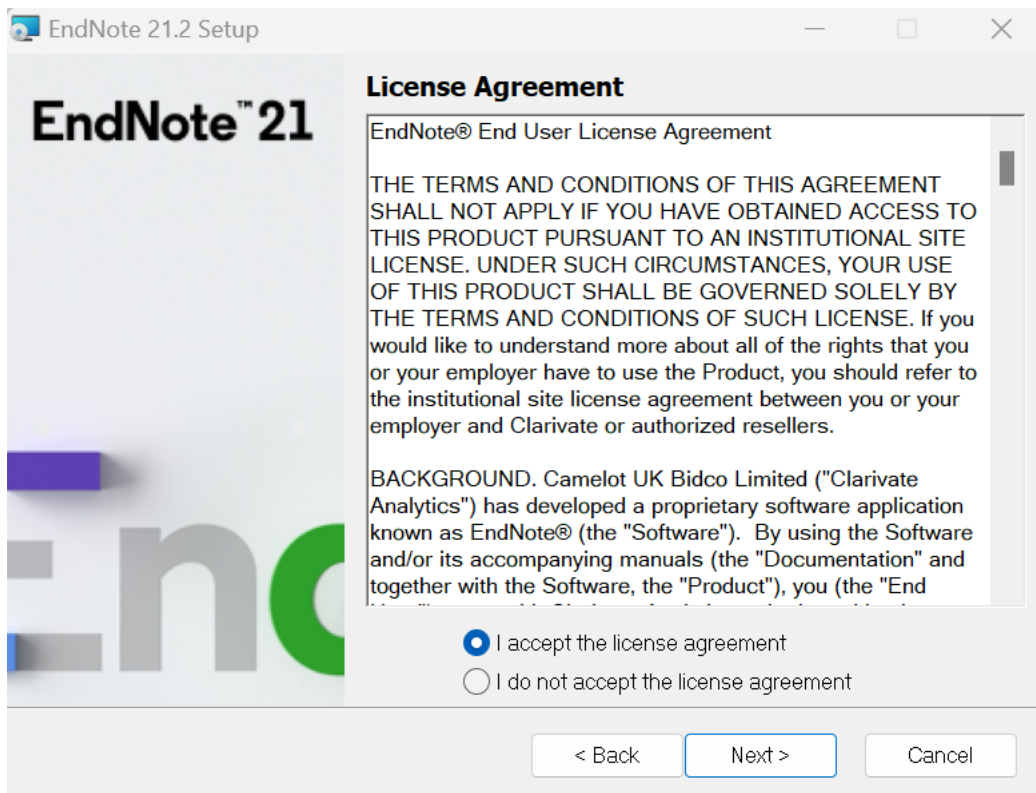 EndNote 21.2 Setup
EndNote™21
License Agreement
EndNote® End User License Agreement
THE TERMS AND CONDITIONS OF THIS AGREEMENT
SHALL NOT APPLY IF YOU HAVE OBTAINED ACCESS TO
THIS PRODUCT PURSUANT TO AN INSTITUTIONAL SITE
LICENSE. UNDER SUCH CIRCUMSTANCES, YOUR USE
OF THIS PRODUCT SHALL BE GOVERNED SOLELY BY
THE TERMS AND CONDITIONS OF SUCH LICENSE. If you
would like to understand more about all of the rights that you
or your employer have to use the Product, you should refer to
the institutional site license agreement between you or your
employer and Clarivate or authorized resellers.
BACKGROUND. Camelot UK Bidco Limited ("Clarivate
Analytics") has developed a proprietary software application
known as EndNote® (the "Software").  By using the Software
and/or its accompanying manuals (the "Documentation" and
together with the Software, the "Product"), you (the "End
I accept the license agreement
I do not accept the license agreement
< Back
Next >
Cancel